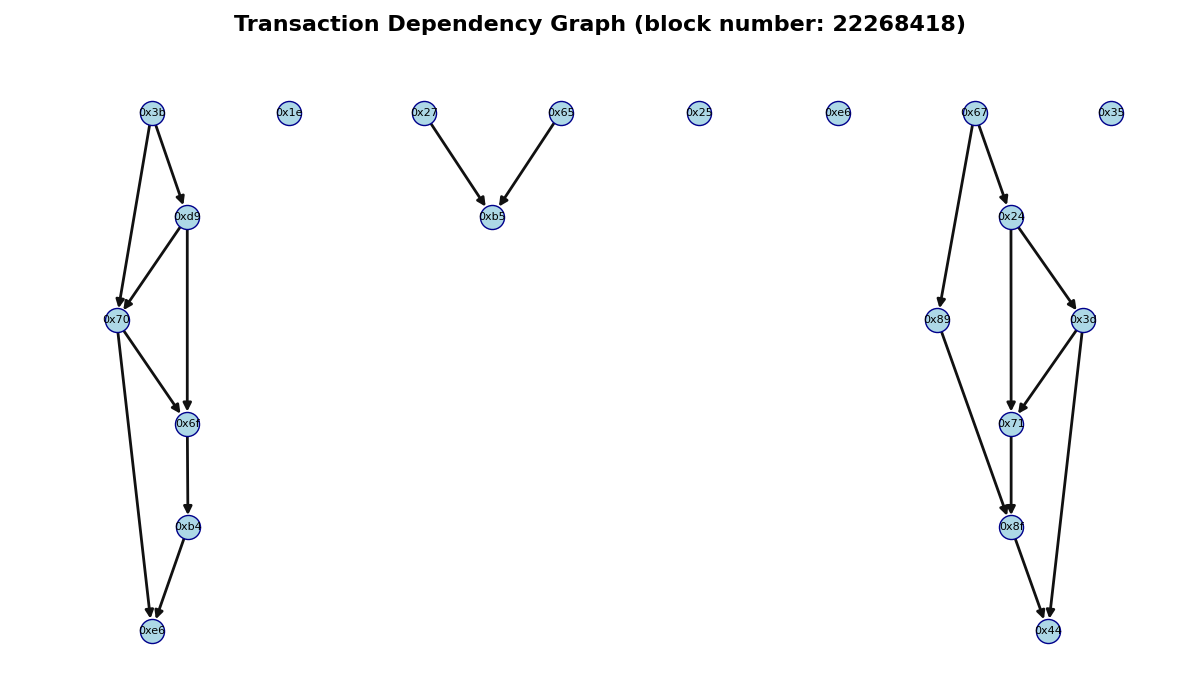 Transaction Dependency Graph (block number: 22268418)
0x3b 0x1e 0x27 0x65 0x25 0xe6 0x67 0x35
0xd9 0xb5 0x24
0x70 0x89 0x3d
0x6f 0x71
0xb4 0x8f
0xe6 0x44